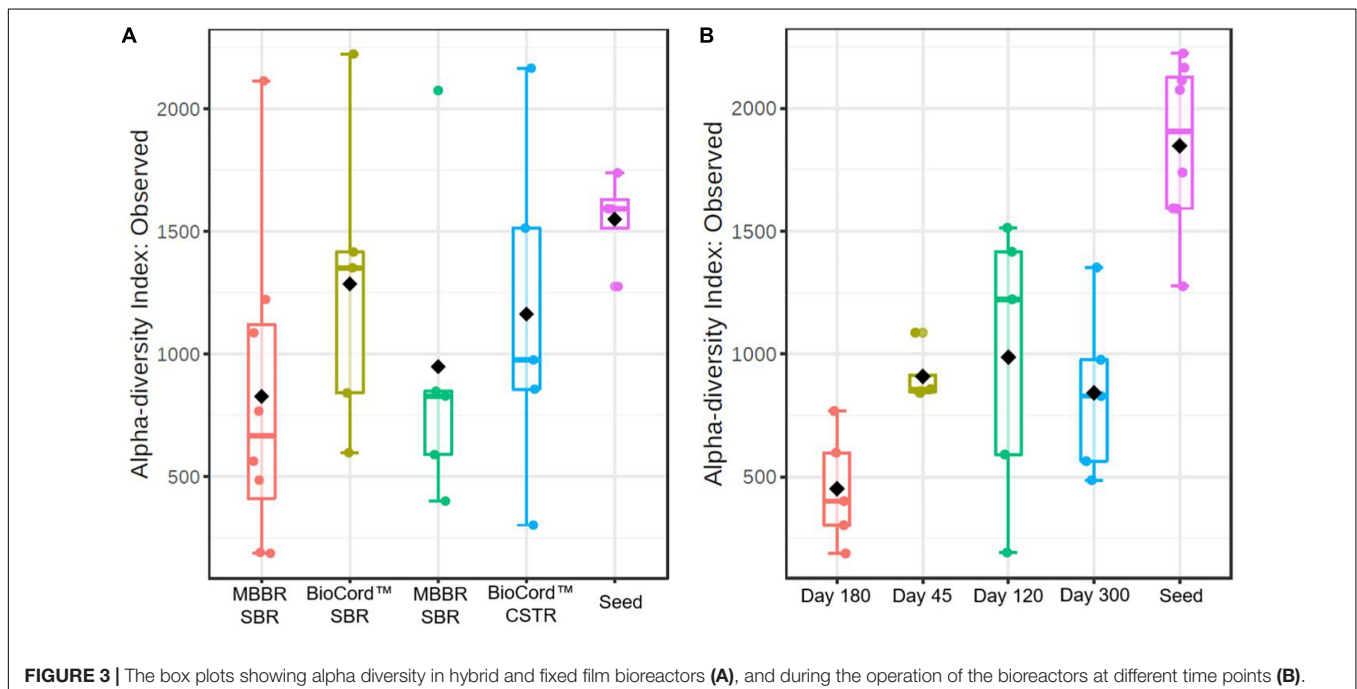 A
Alpha-diversity Index: Observed
2000
1500
1000
500
MBBR SBR
BioCord™ SBR
MBBR SBR
BioCord™ CSTR
Seed
B
Alpha-diversity Index: Observed
2000
1500
1000
500
Day 180
Day 45
Day 120
Day 300
Seed
FIGURE 3 | The box plots showing alpha diversity in hybrid and fixed film bioreactors (A), and during the operation of the bioreactors at different time points (B).